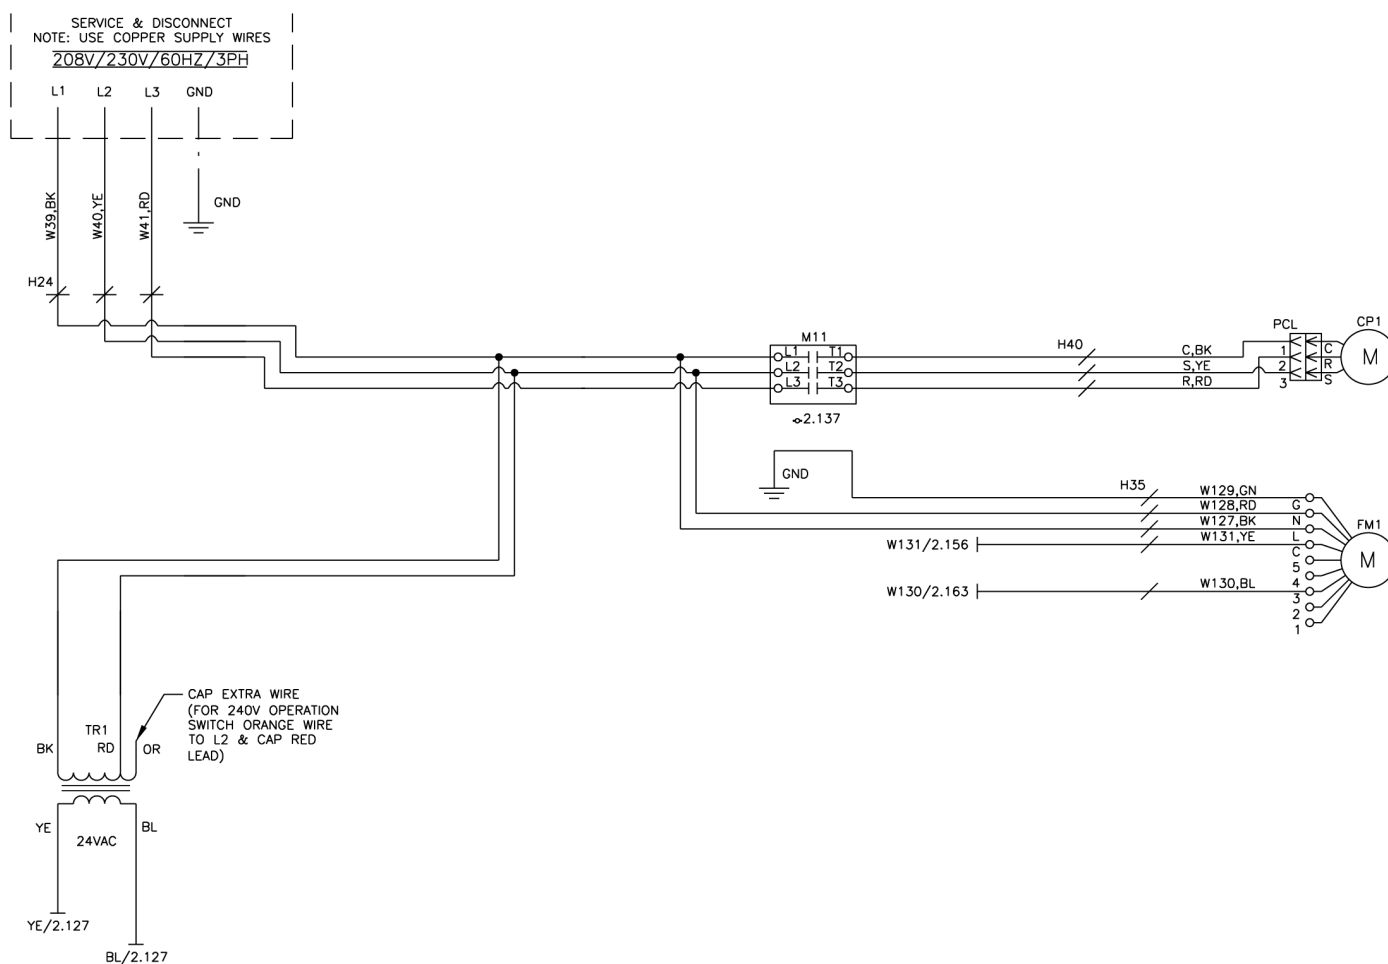 SERVICE & DISCONNECT
NOTE: USE COPPER SUPPLY WIRES
208V/230V/60HZ/3PH
L1 L2 L3 GND
W39,BK
W40,YE
W41,RD
GND
H24
M11
L1 T1
L2 T2
L3 T3
2.137
H40
C,BK
S,YE
R,RD
PCL
1
2
3
C
R
S
CP1
M
GND
H35
W129,GN
W128,RD
W127,BK
W131/2.156
W131,YE
W130/2.163
W130,BL
G
N
L
C
5
4
3
2
1
FM1
M
CAP EXTRA WIRE
(FOR 240V OPERATION
SWITCH ORANGE WIRE
TO L2 & CAP RED
LEAD)
TR1
BK RD OR
YE BL
24VAC
YE/2.127
BL/2.127